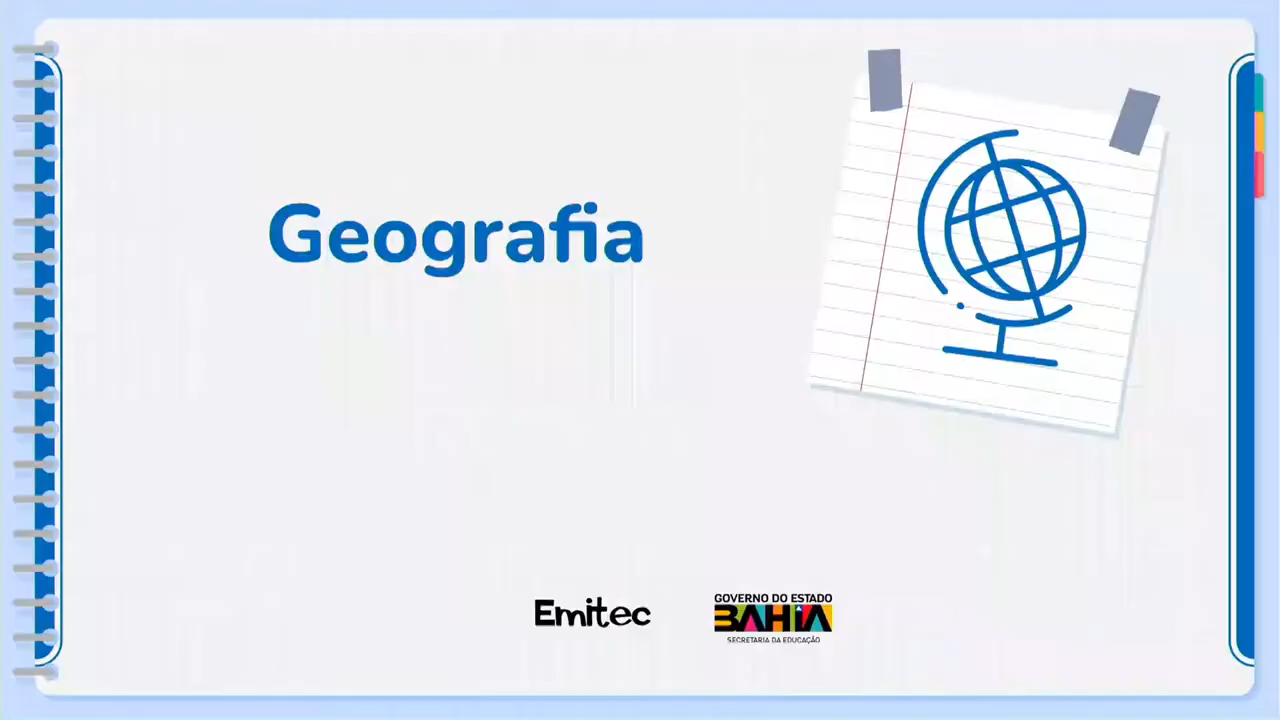 Geografia
Emitec
GOVERNO DO ESTADO
BAHIA
SECRETARIA DA EDUCAÇÃO